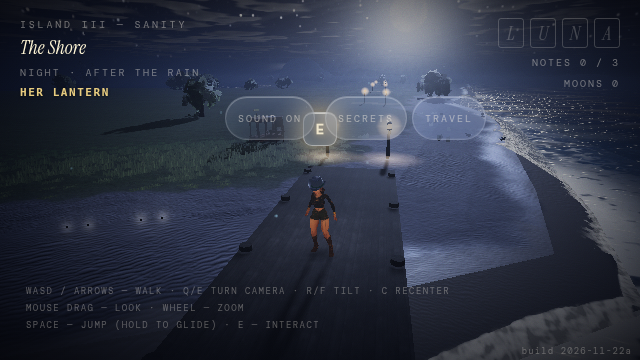 ISLAND III — SANITY
The Shore
NIGHT · AFTER THE RAIN
HER LANTERN
L U N A
NOTES 0 / 3
MOONS 0
SOUND ON
E
SECRETS
TRAVEL
WASD / ARROWS — WALK · Q/E TURN CAMERA · R/F TILT · C RECENTER
MOUSE DRAG — LOOK · WHEEL — ZOOM
SPACE — JUMP (HOLD TO GLIDE) · E — INTERACT
build 2026-11-22a